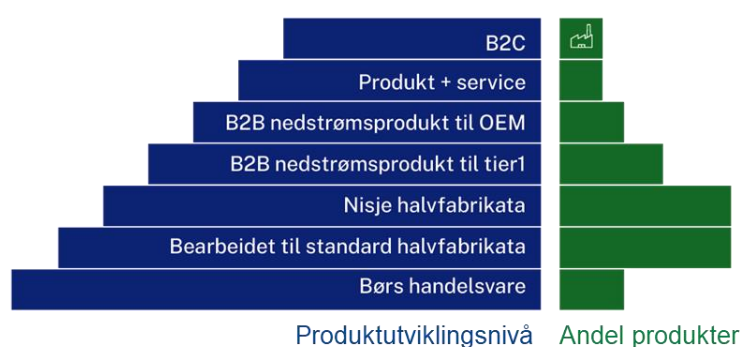 B2C
Produkt + service
B2B nedstrømsprodukt til OEM
B2B nedstrømsprodukt til tier1
Nisje halvfabrikata
Bearbeidet til standard halvfabrikata
Børs handelsvare
Produktutviklingsnivå Andel produkter